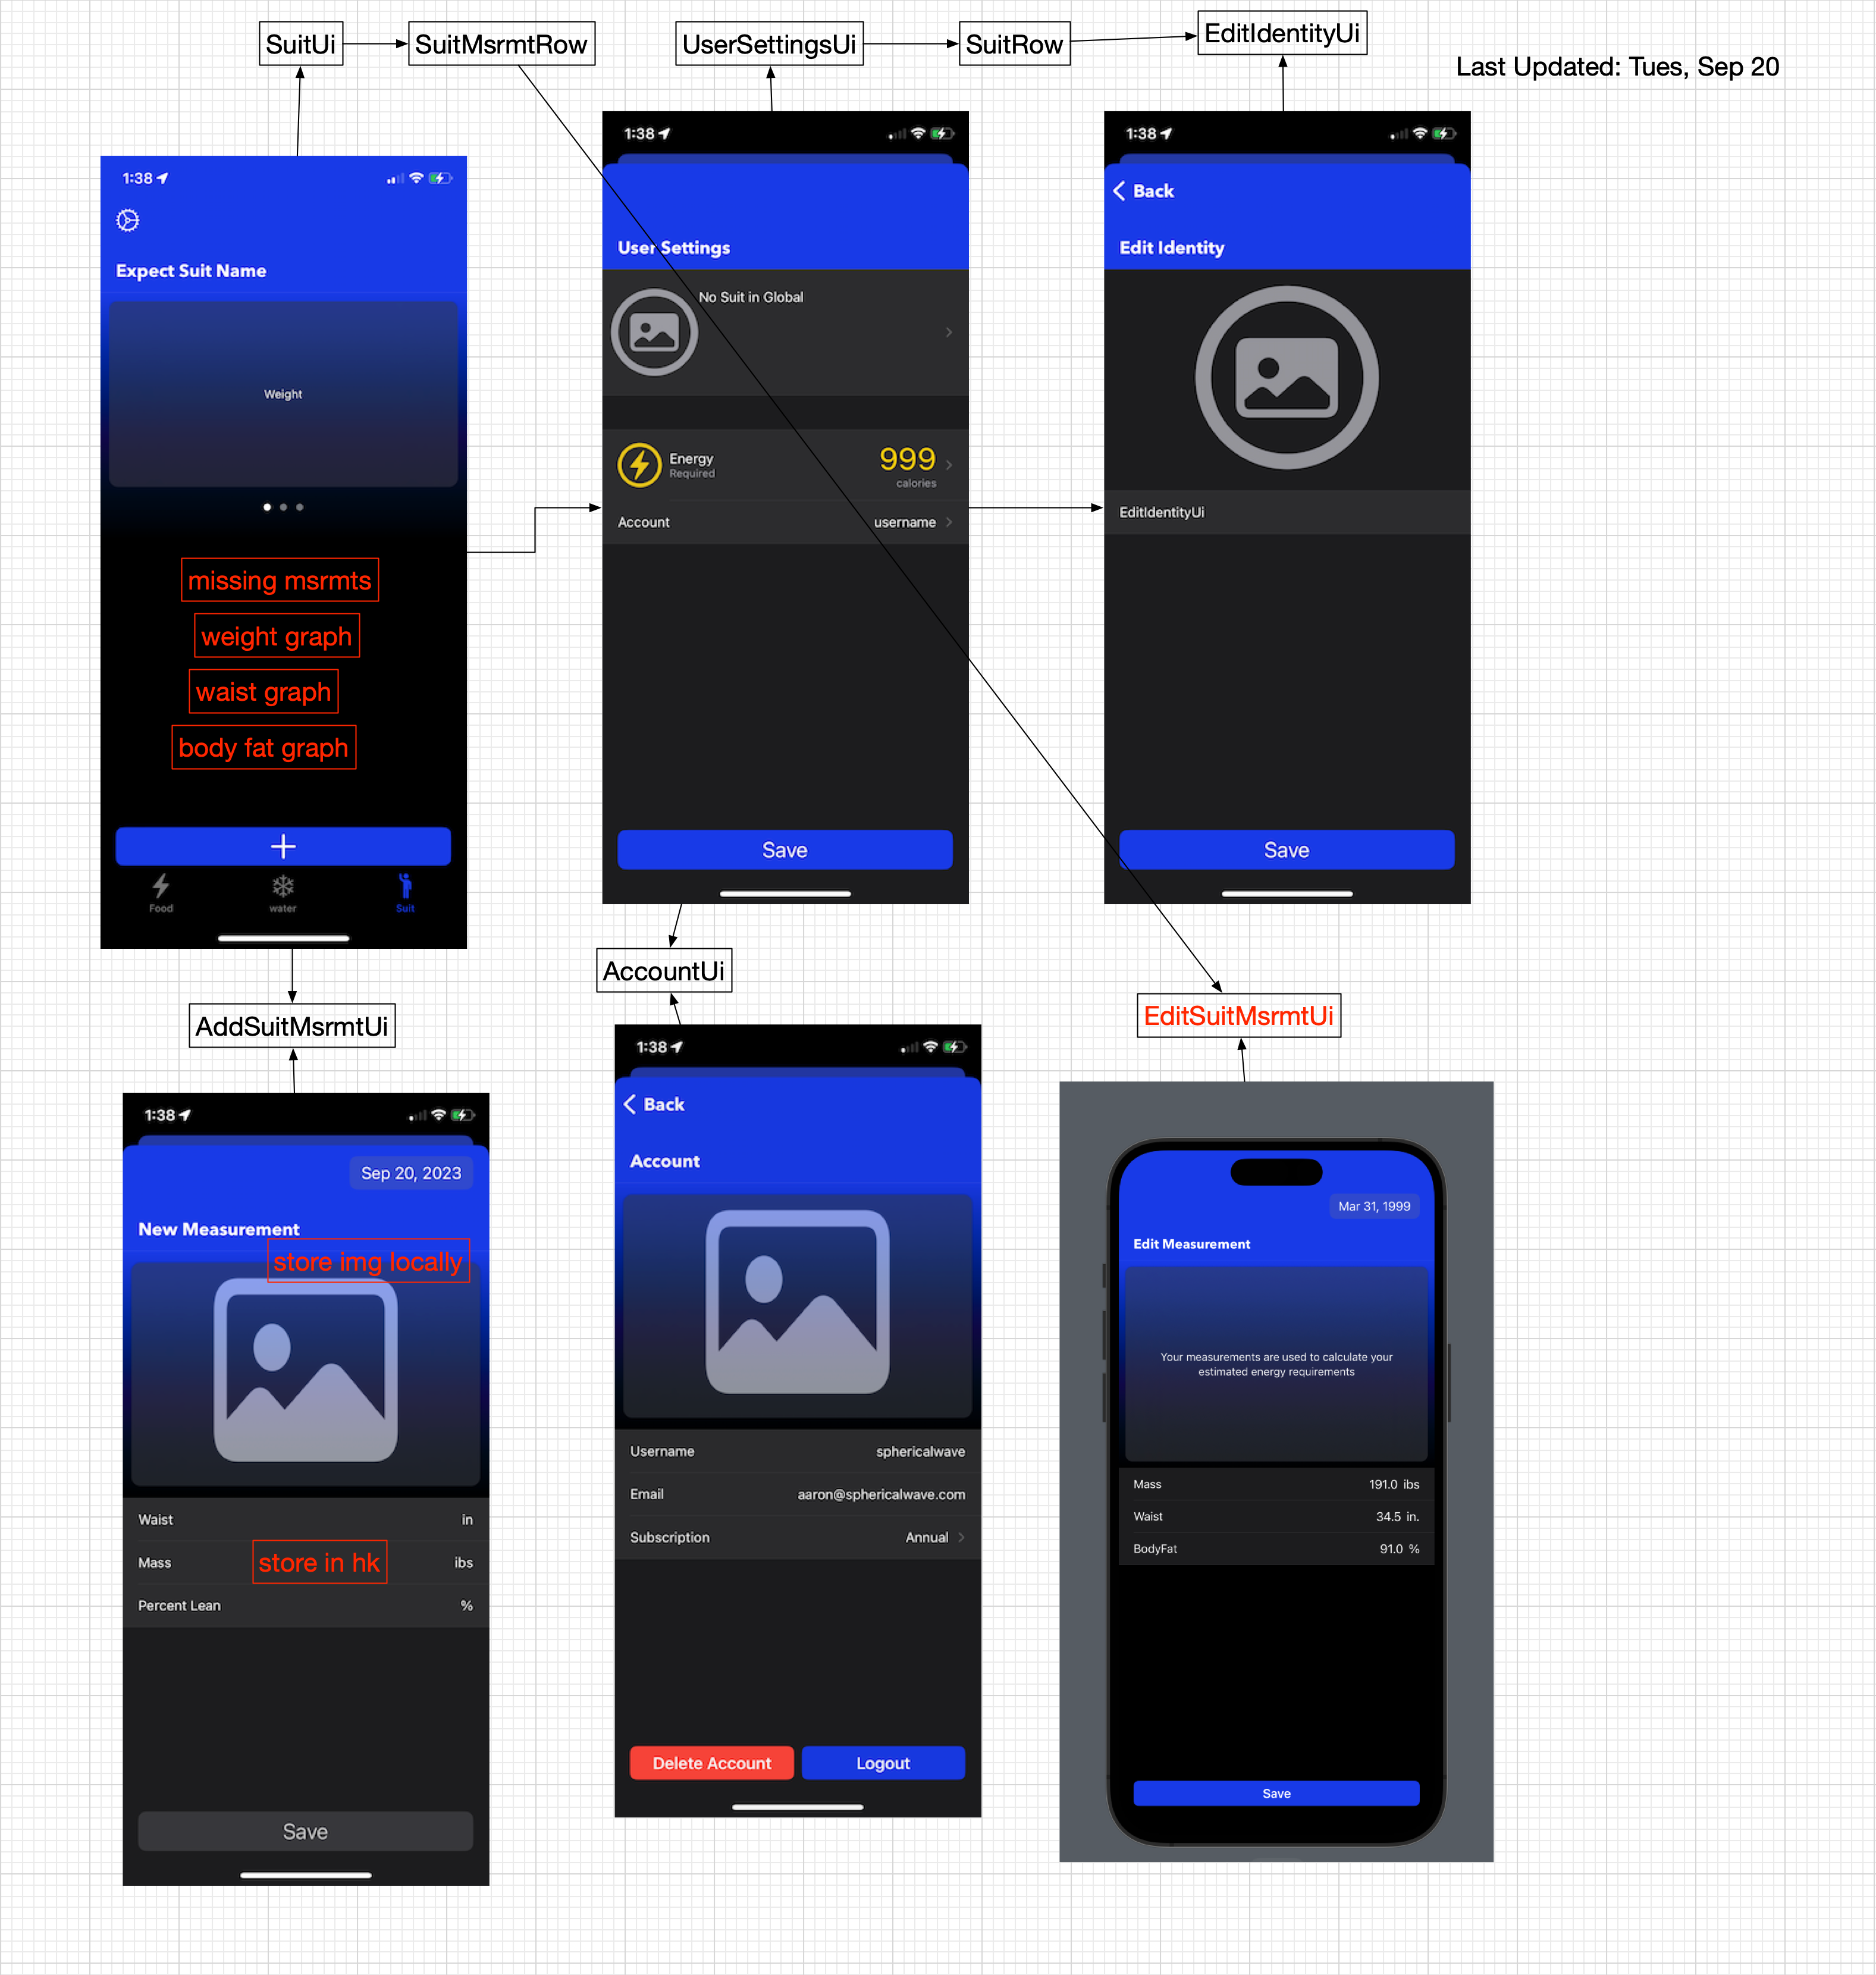 SuitUi
SuitMsrmtRow
UserSettingsUi
SuitRow
EditIdentityUi
Last Updated: Tues, Sep 20
1:38
Expect Suit Name
Weight
missing msrmts
weight graph
waist graph
body fat graph
+
Food
water
Suit
1:38
User Settings
No Suit in Global
Energy
Required
999
calories
Account
username
Save
1:38
Back
Edit Identity
EditIdentityUi
Save
AddSuitMsrmtUi
AccountUi
EditSuitMsrmtUi
1:38
Sep 20, 2023
New Measurement
store img locally
Waist
in
Mass
store in hk
ibs
Percent Lean
%
Save
1:38
Back
Account
Username
sphericalwave
Email
aaron@sphericalwave.com
Subscription
Annual
Delete Account
Logout
Mar 31, 1999
Edit Measurement
Your measurements are used to calculate your
estimated energy requirements
Mass
191.0 ibs
Waist
34.5 in.
BodyFat
91.0 %
Save